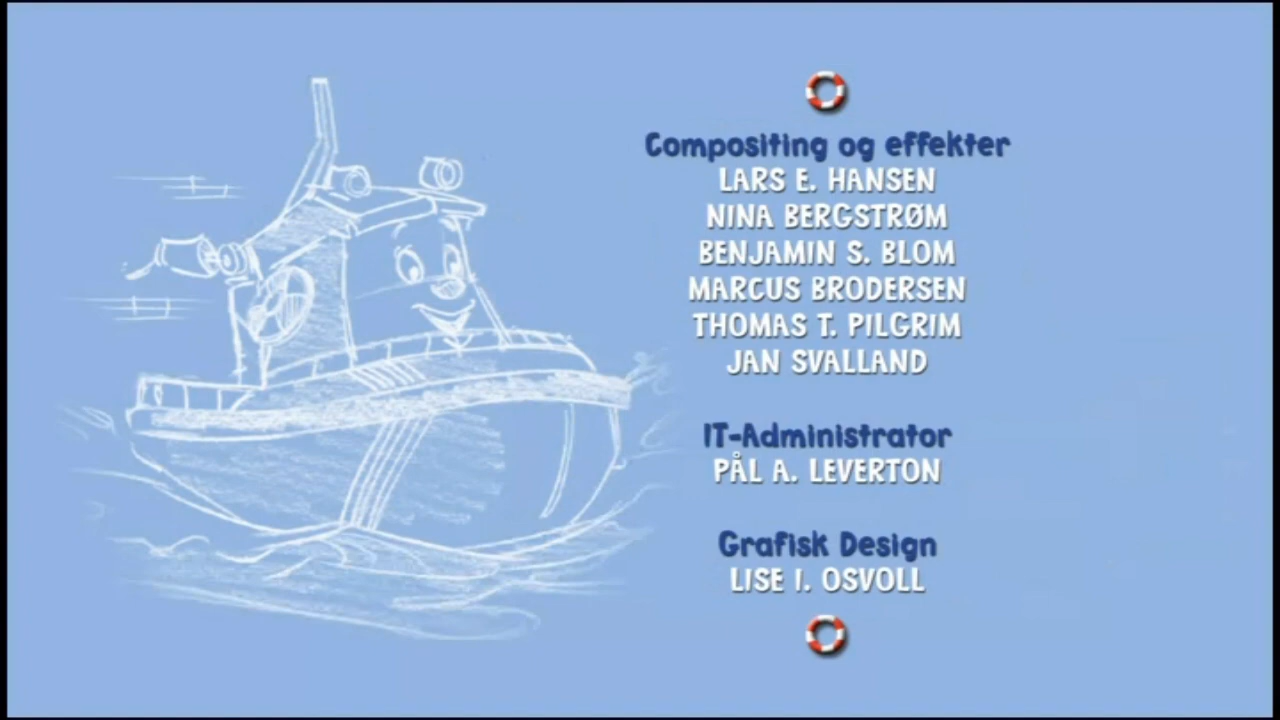 Compositing og effekter
LARS E. HANSEN
NINA BERGSTRØM
BENJAMIN S. BLOM
MARCUS BRODERSEN
THOMAS T. PILGRIM
JAN SVALLAND
IT-Administrator
PÅL A. LEVERTON
Grafisk Design
LISE I. OSVOLL